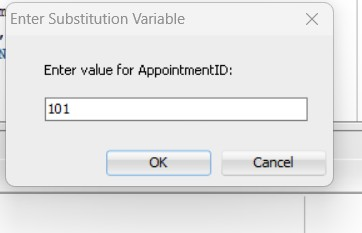 Enter Substitution Variable
Enter value for AppointmentID:
101
OK
Cancel